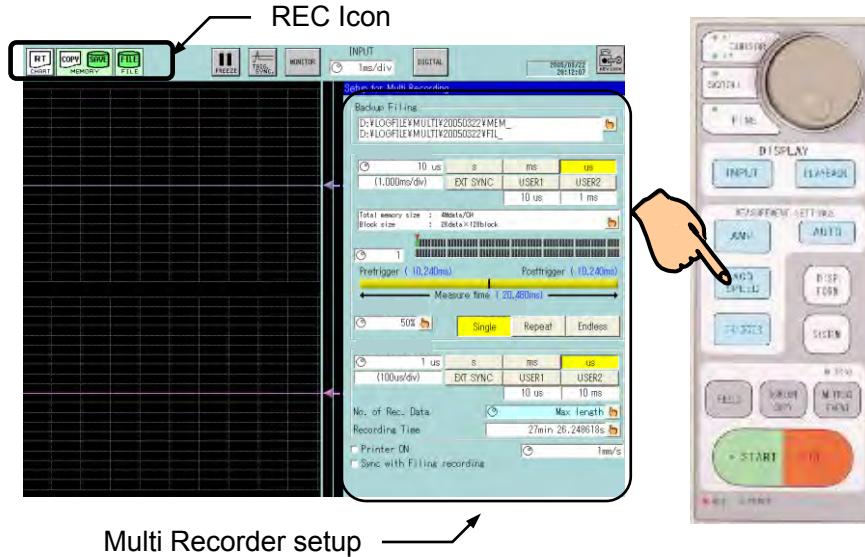 REC Icon
RT
CHART
COPY SAVE
MEMORY
FILE
FILE
FREEZE
TRIG. SYNC.
MONITOR
INPUT
1ms/div
DIGITAL
2005/03/22
20:12:07
Setup for Multi Recording
Backup Filing
D:¥LOGFILE¥MULTI¥20050322¥MEM_
D:¥LOGFILE¥MULTI¥20050322¥FIL_
10 us s ms us
(1.000ms/div) EXT SYNC USER1 USER2
10 us 1 ms
Total memory size : 4Mdata/CH
Block size : 2Kdata×128block
1
Pretrigger ( 10,240ms) Posttrigger ( 10,240ms)
Measure time ( 20,480ms)
50% Single Repeat Endless
1 us s ms us
(100us/div) EXT SYNC USER1 USER2
10 us 10 ms
No. of Rec. Data Max length
Recording Time 27min 26.248618s
Printer ON 1mm/s
Sync with Filing recording
DISPLAY
INPUT
PLAYBACK
AUTO
SPEED
TRIGGER
DISP FORM
SYSTEM
FEED
START
Multi Recorder setup